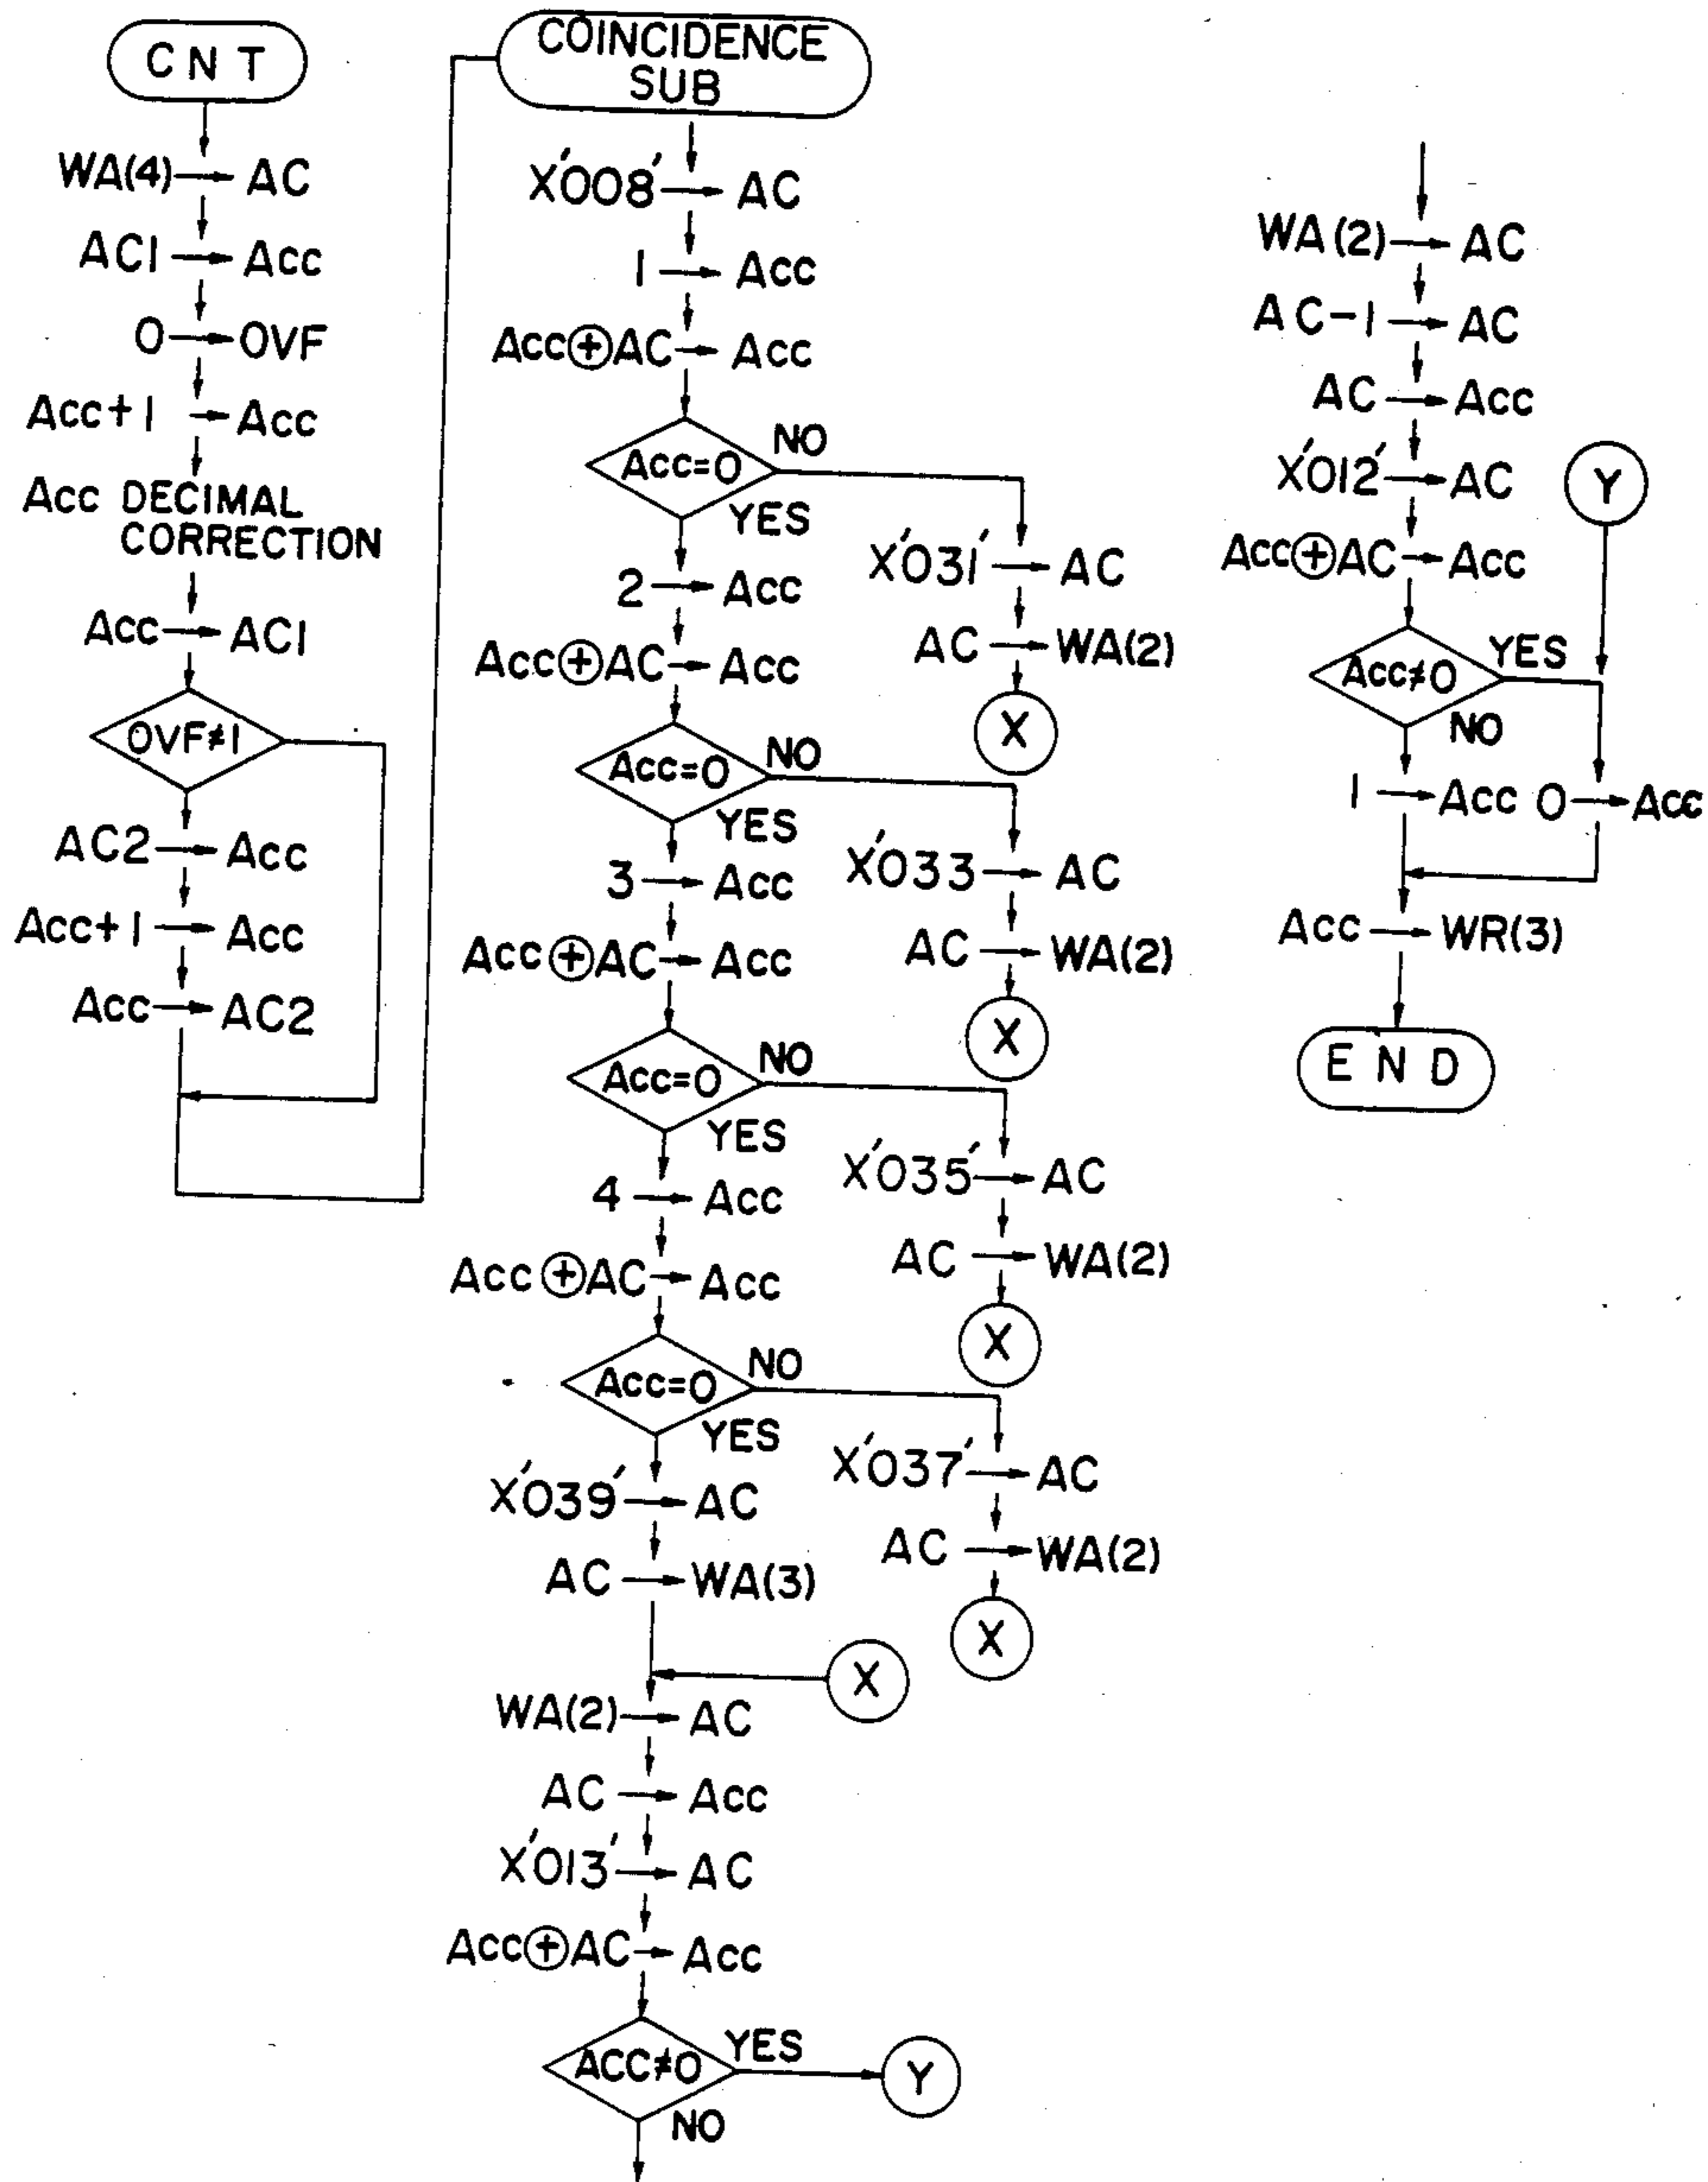 CNT
WA(4)→AC
AC1→Acc
0→OVF
Acc+1→Acc
Acc DECIMAL
CORRECTION
Acc→AC1
OVF≠1
AC2→Acc
Acc+1→Acc
Acc→AC2
COINCIDENCE
SUB
X'008'→AC
1→Acc
Acc⊕AC→Acc
Acc=0
NO
YES
X'031'→AC
AC→WA(2)
X
2→Acc
Acc⊕AC→Acc
Acc=0
NO
YES
X'033→AC
AC→WA(2)
X
3→Acc
Acc⊕AC→Acc
Acc=0
NO
YES
X'035'→AC
AC→WA(2)
X
4→Acc
Acc⊕AC→Acc
Acc=0
NO
YES
X'037'→AC
AC→WA(2)
X
X'039'→AC
AC→WA(3)
X
WA(2)→AC
AC→Acc
X'013'→AC
Acc⊕AC→Acc
ACC≠0
YES
Y
NO
WA(2)→AC
AC-1→AC
AC→Acc
X'012'→AC
Y
Acc⊕AC→Acc
Acc≠0
YES
NO
1→Acc
0→Acc
Acc→WR(3)
END